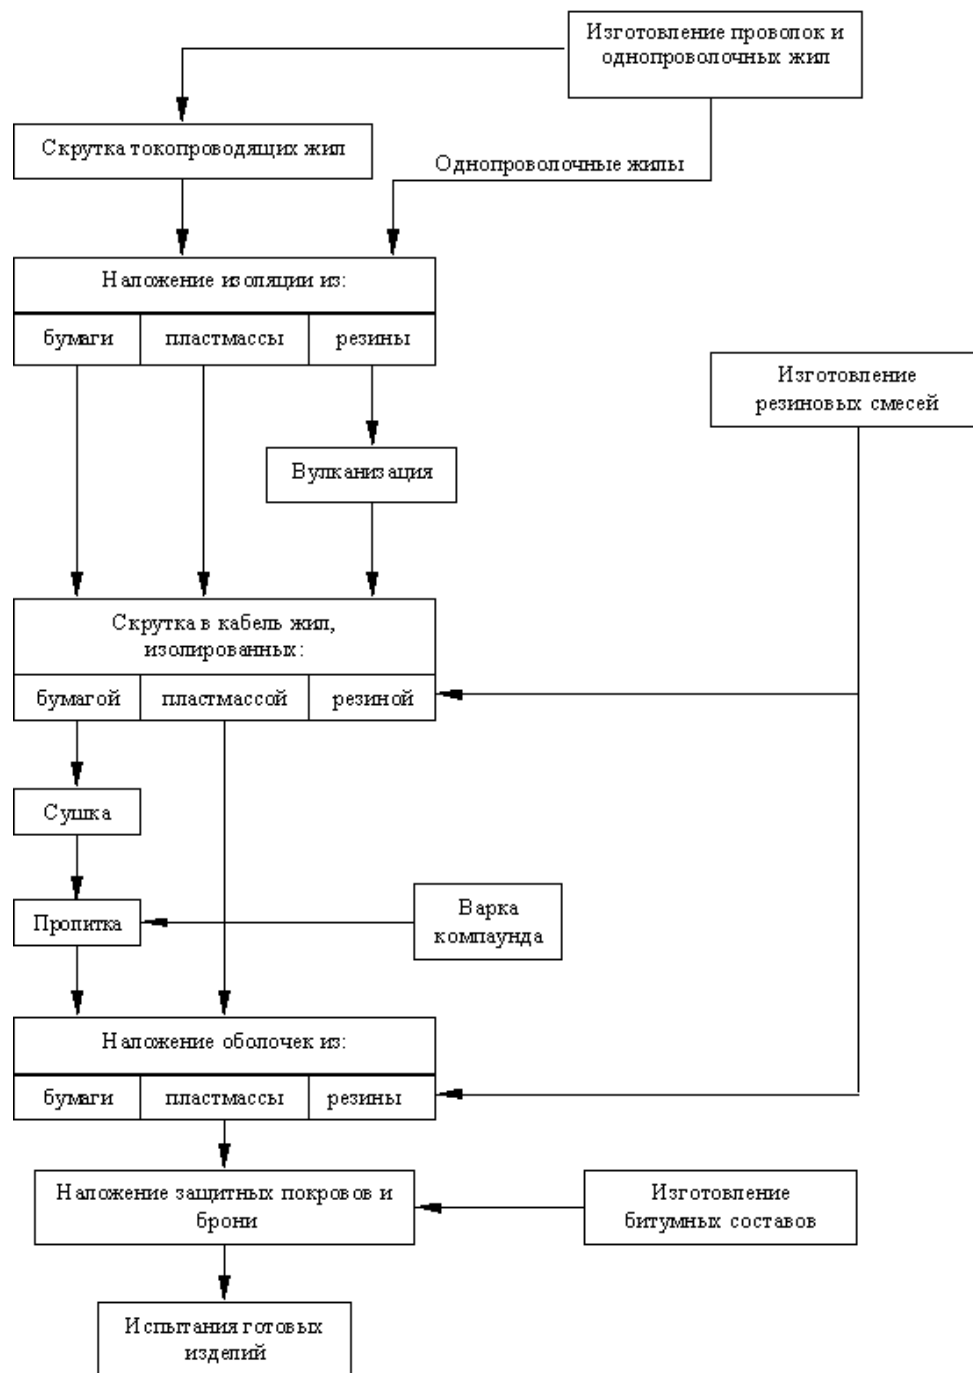 Изготовление проволок и
однопроволочных жил
Скрутка токопроводящих жил
Однопроволочные жилы
Наложение изоляции из:
бумаги
пластмассы
резины
Изготовление
резиновых смесей
Вулканизация
Скрутка в кабель жил,
изолированных:
бумагой
пластмассой
резиной
Сушка
Пропитка
Варка
компаунда
Наложение оболочек из:
бумаги
пластмассы
резины
Наложение защитных покровов и
брони
Изготовление
битумных составов
Испытания готовых
изделий